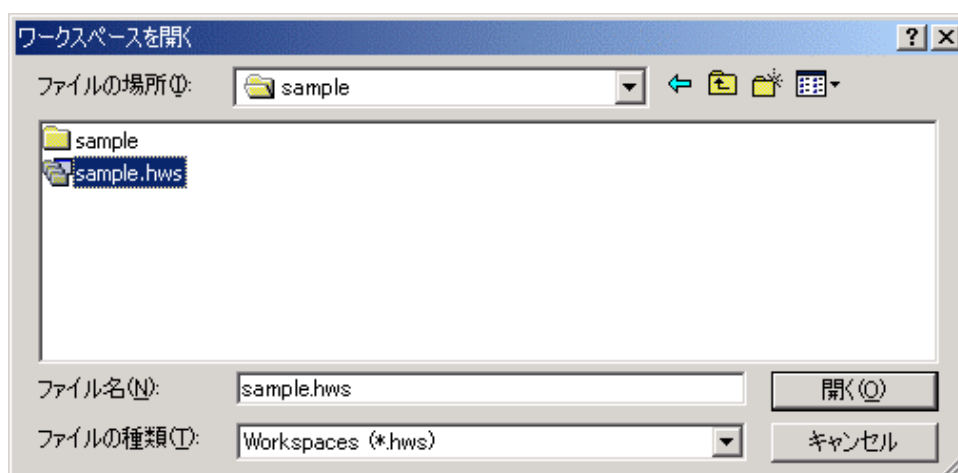 ワークスペースを開く
ファイルの場所(I):
sample
sample
sample.hws
ファイル名(N):
sample.hws
開く(O)
ファイルの種類(T):
Workspaces (*.hws)
キャンセル